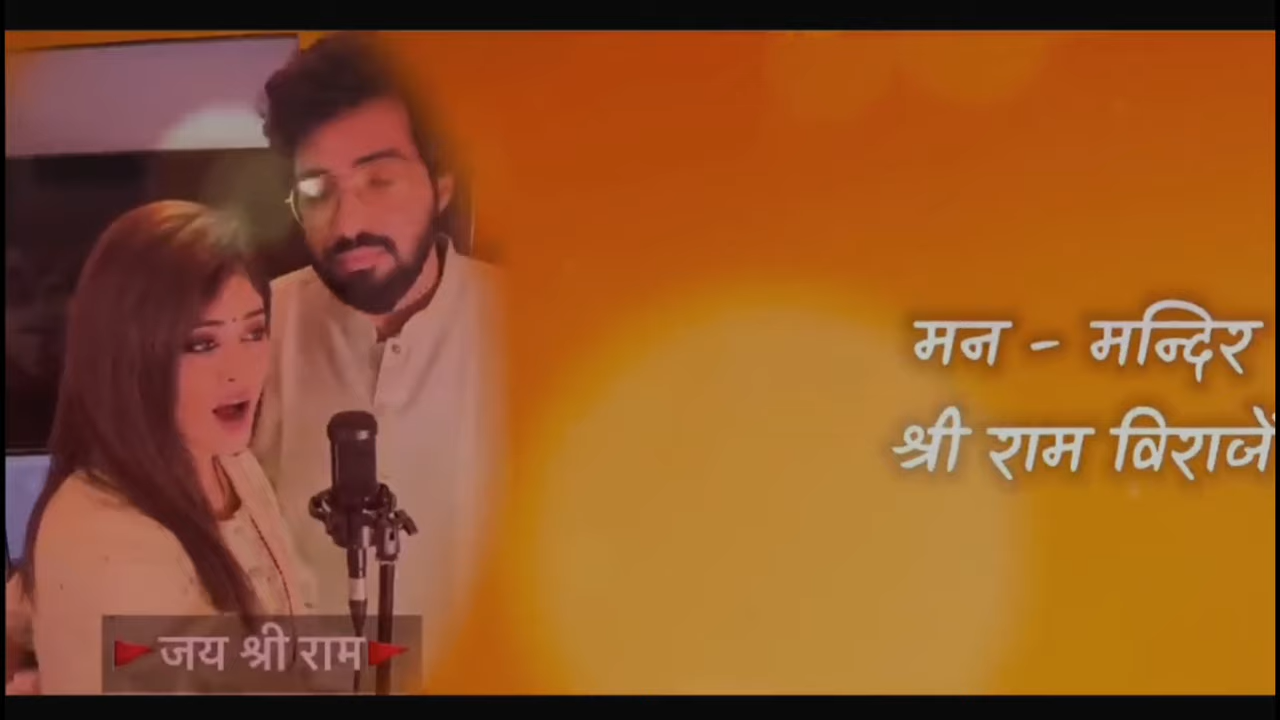 मन - मन्दिर
श्री राम विराजें
जय श्री राम